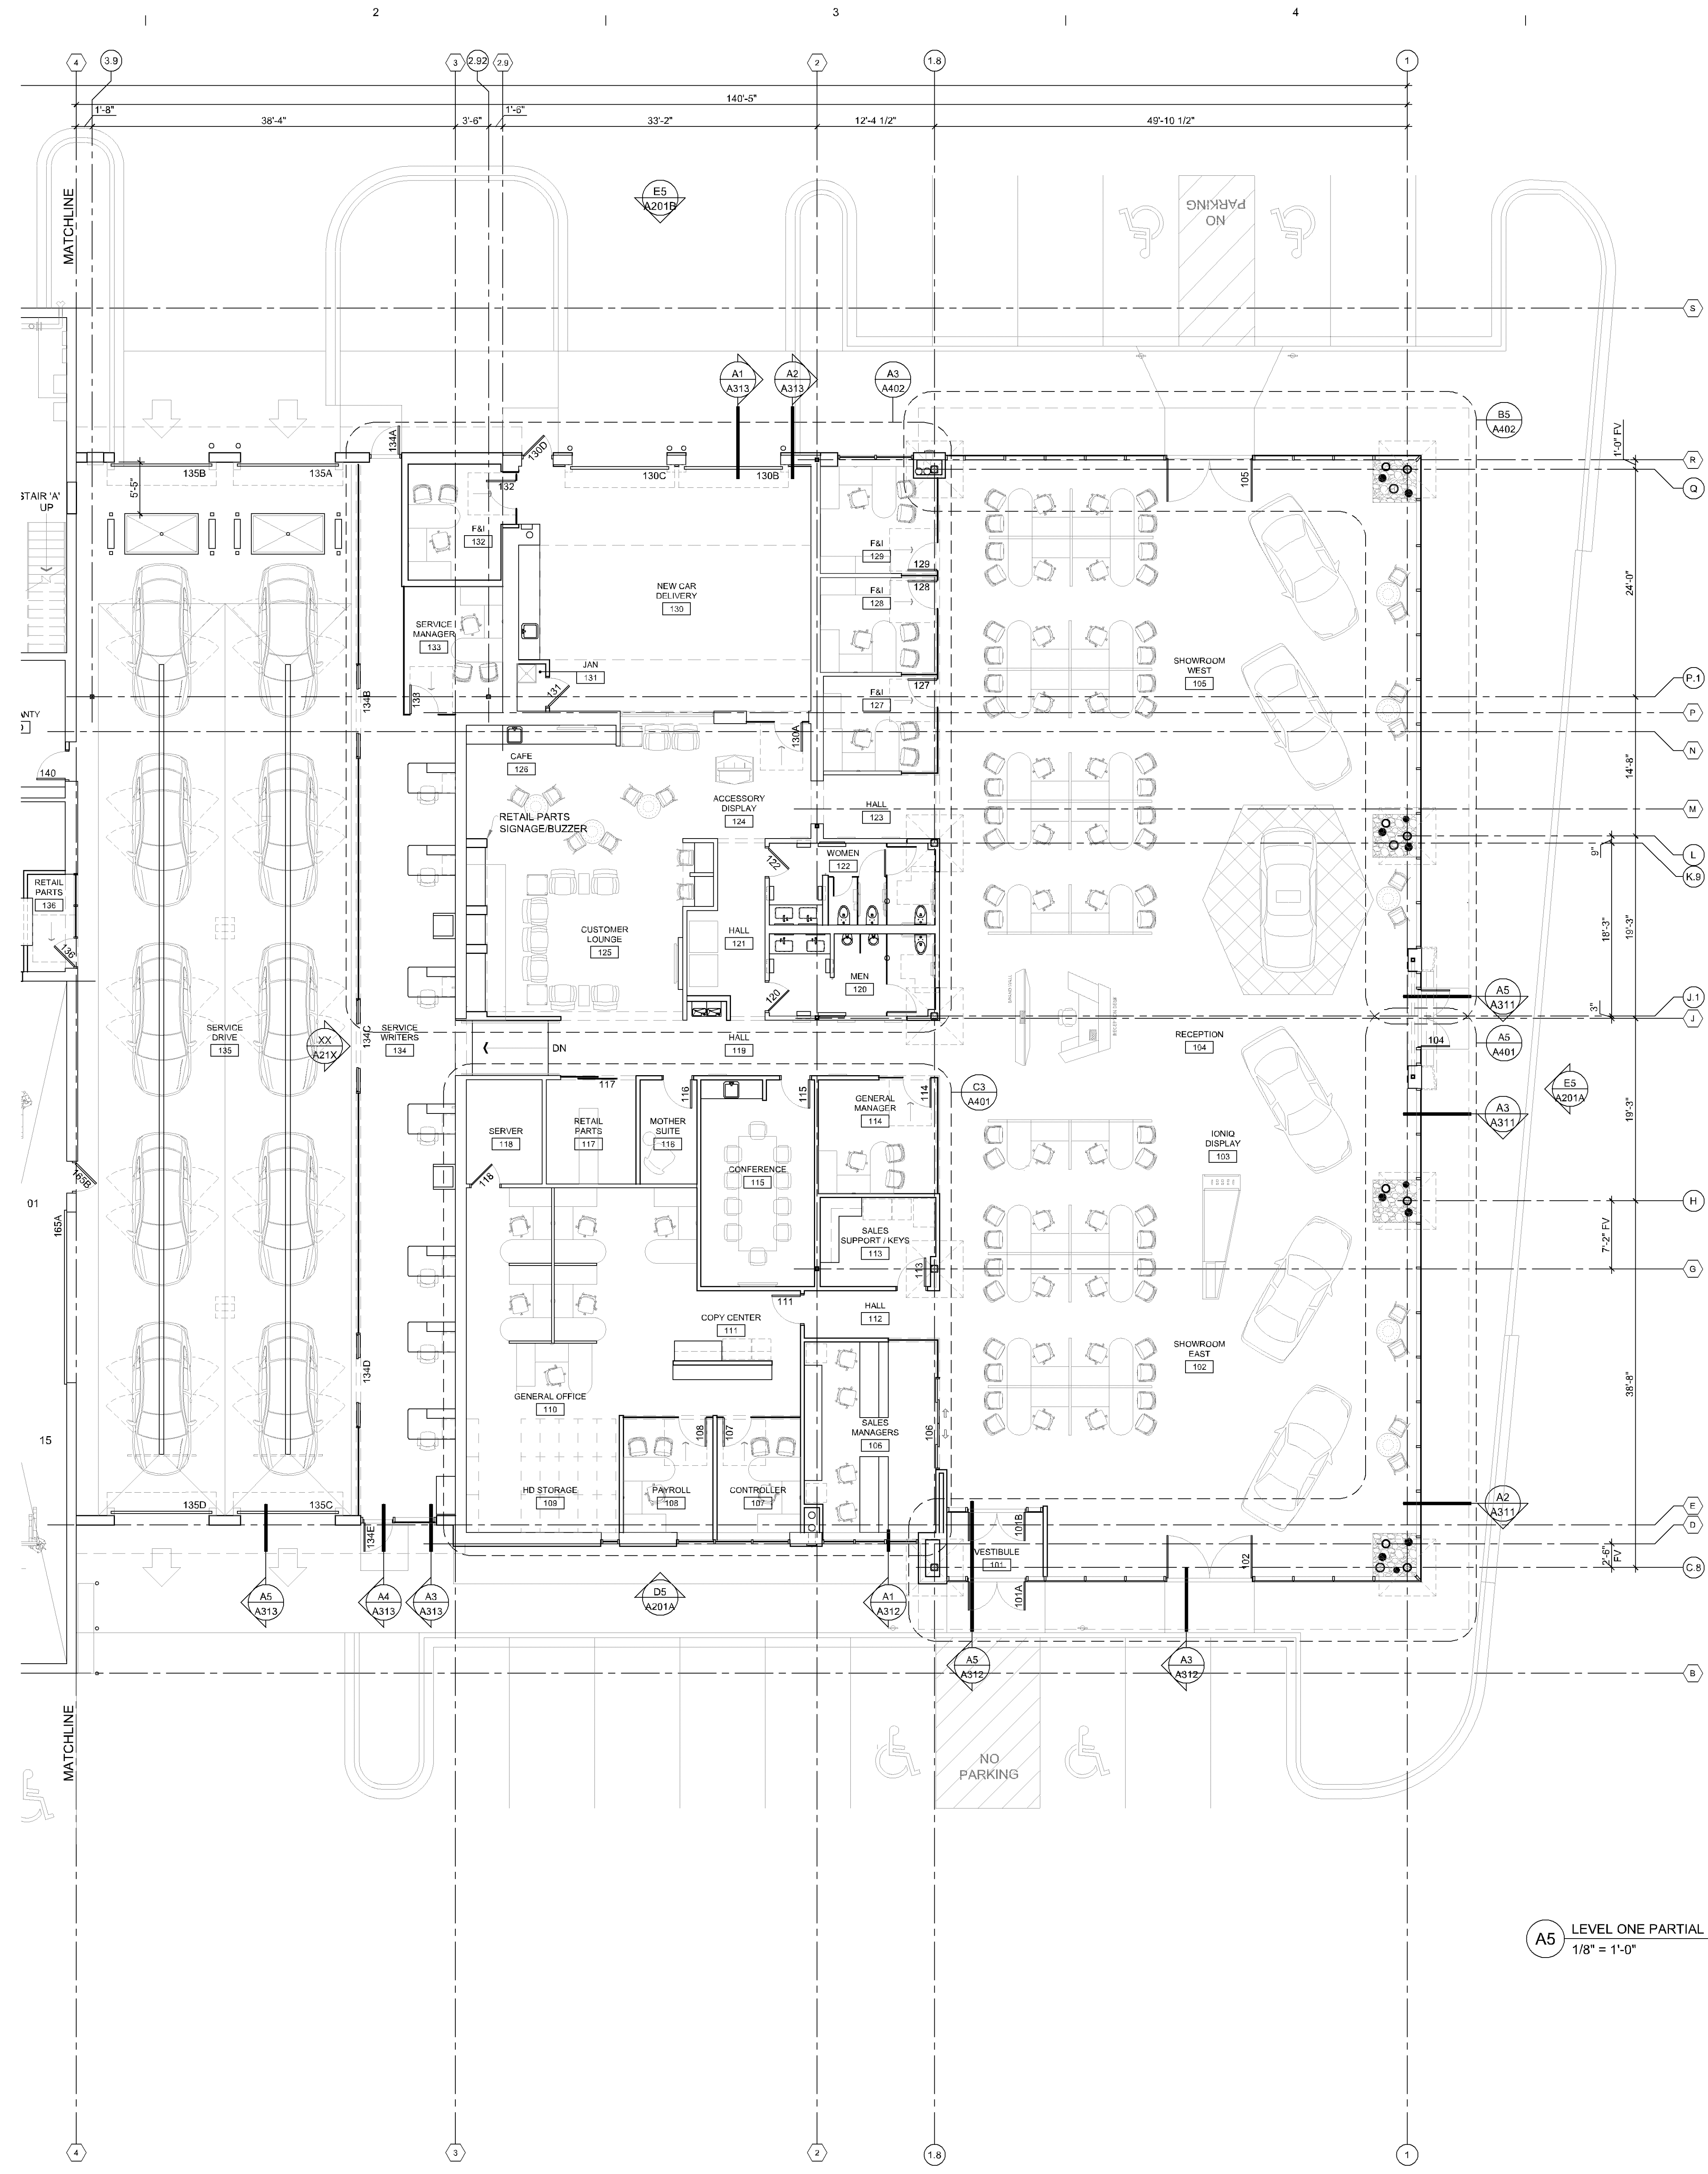 2
3
4
4
3.9
3
2.92
2.9
2
1.8
1
140'-5"
1'-8"
1'-6"
38'-4"
3'-6"
33'-2"
12'-4 1/2"
49'-10 1/2"
MATCHLINE
E5
A201B
NO
PARKING
S
A1
A313
A2
A313
A3
A402
B5
A402
1'-0" FV
R
Q
134A
130D
135B
135A
130C
130B
105
5'-5"
STAIR 'A'
UP
132
F&I
132
F&I
129
129
128
F&I
128
NEW CAR
DELIVERY
130
24'-0"
SERVICE
MANAGER
133
JAN
131
131
133
134B
127
F&I
127
SHOWROOM
WEST
105
P.1
P
N
130A
CAFE
126
140
14'-8"
ACCESSORY
DISPLAY
124
HALL
123
M
RETAIL PARTS
SIGNAGE/BUZZER
122
WOMEN
122
9"
L
K.9
RETAIL
PARTS
136
136
CUSTOMER
LOUNGE
125
HALL
121
18'-3"
19'-3"
MEN
120
120
A5
A311
J.1
J
3"
SERVICE
DRIVE
135
XX
A21X
134C
SERVICE
WRITERS
134
DN
HALL
119
RECEPTION
104
104
A5
A401
117
116
115
114
C3
A401
E5
A201A
GENERAL
MANAGER
114
A3
A311
19'-3"
SERVER
118
RETAIL
PARTS
117
MOTHER
SUITE
116
IONIQ
DISPLAY
103
CONFERENCE
115
118
165B
01
165A
H
SALES
SUPPORT / KEYS
113
113
7'-2" FV
G
111
COPY CENTER
111
HALL
112
SHOWROOM
EAST
102
134D
38'-8"
GENERAL OFFICE
110
15
108
107
SALES
MANAGERS
106
106
HD STORAGE
109
PAYROLL
108
CONTROLLER
107
135D
135C
A2
A311
E
D
134E
101B
VESTIBULE
101
102
2'-6"
FV
C.8
101A
A5
A313
A4
A313
A3
A313
D5
A201A
A1
A312
A5
A312
A3
A312
B
MATCHLINE
NO
PARKING
A5
LEVEL ONE PARTIAL
1/8" = 1'-0"
4
3
2
1.8
1